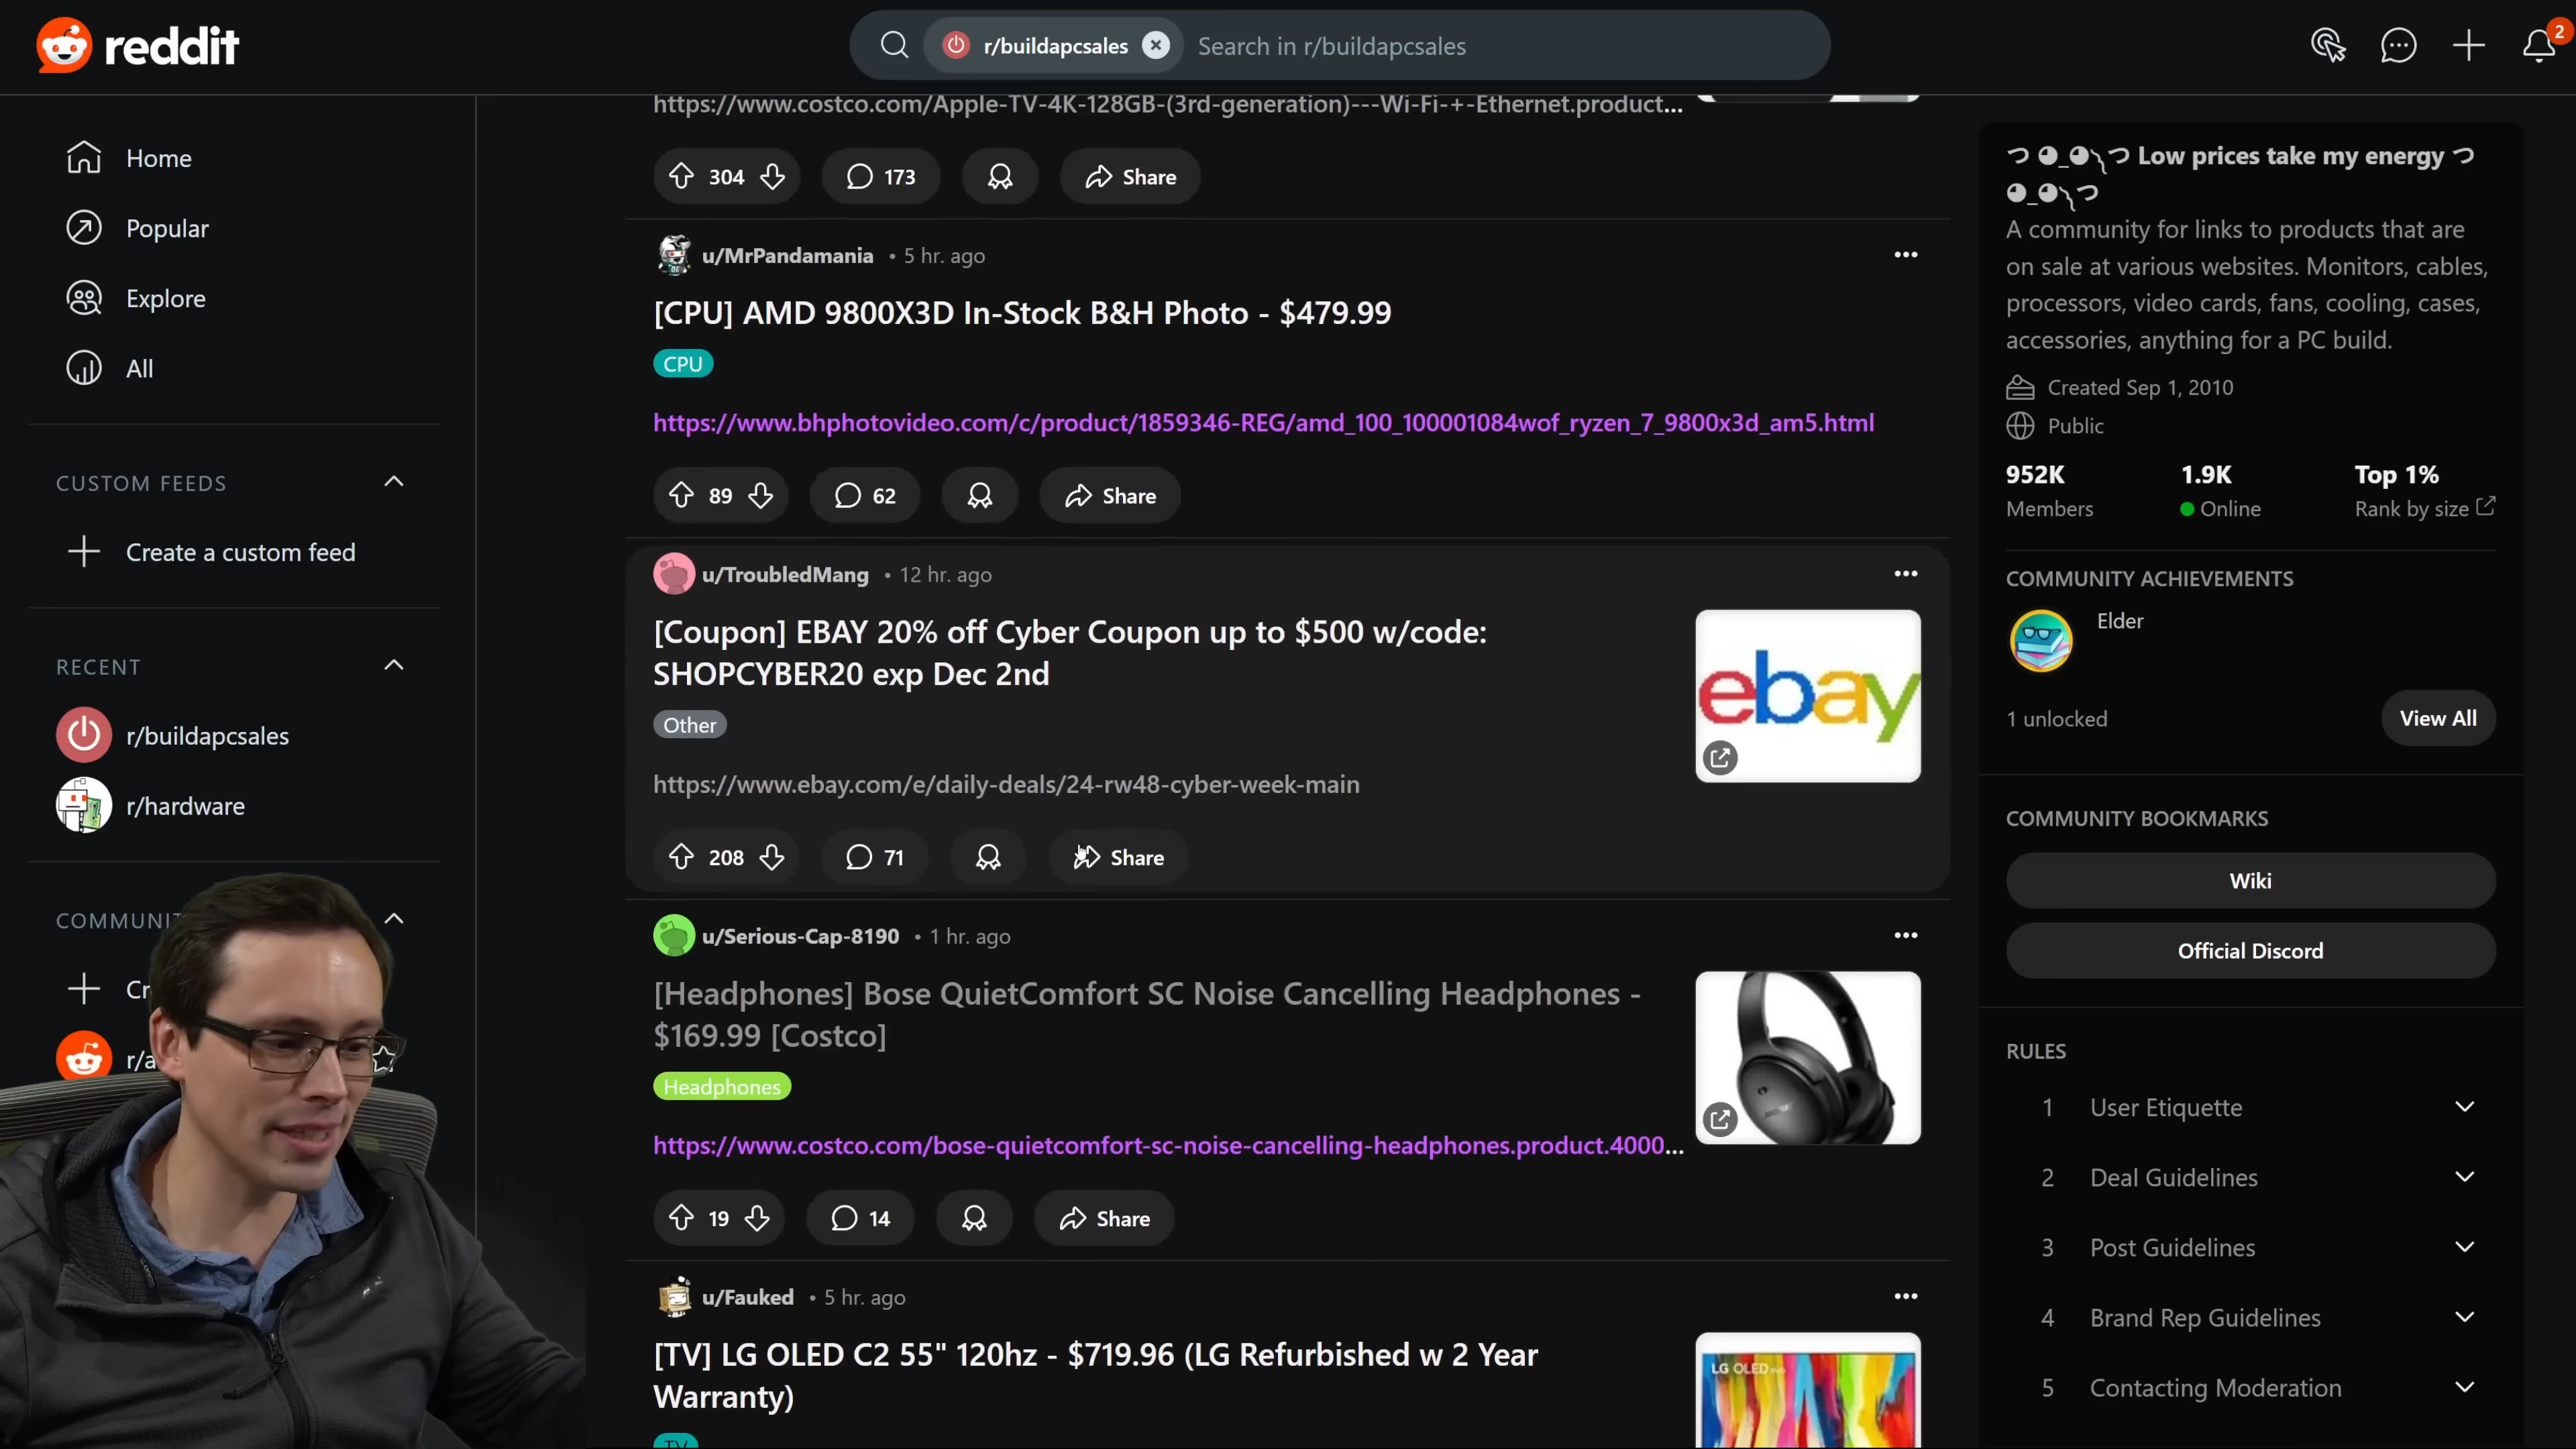 reddit
r/buildapcsales
Search in r/buildapcsales
2
Home
Popular
Explore
All
CUSTOM FEEDS
Create a custom feed
RECENT
r/buildapcsales
r/hardware
https://www.costco.com/Apple-TV-4K-128GB-(3rd-generation)---Wi-Fi-+-Ethernet.product...
304
173
Share
u/MrPandamania • 5 hr. ago
[CPU] AMD 9800X3D In-Stock B&H Photo - $479.99
CPU
https://www.bhphotovideo.com/c/product/1859346-REG/amd_100_100001084wof_ryzen_7_9800x3d_am5.html
89
62
Share
u/TroubledMang • 12 hr. ago
[Coupon] EBAY 20% off Cyber Coupon up to $500 w/code:
SHOPCYBER20 exp Dec 2nd
Other
ebay
https://www.ebay.com/e/daily-deals/24-rw48-cyber-week-main
208
71
Share
u/Serious-Cap-8190 • 1 hr. ago
[Headphones] Bose QuietComfort SC Noise Cancelling Headphones -
$169.99 [Costco]
Headphones
https://www.costco.com/bose-quietcomfort-sc-noise-cancelling-headphones.product.4000...
19
14
Share
u/Fauked • 5 hr. ago
[TV] LG OLED C2 55" 120hz - $719.96 (LG Refurbished w 2 Year
Warranty)
TV
LG OLED
つ ◕_◕ ༽つ Low prices take my energy つ
◕_◕ ༽つ
A community for links to products that are
on sale at various websites. Monitors, cables,
processors, video cards, fans, cooling, cases,
accessories, anything for a PC build.
Created Sep 1, 2010
Public
952K
Members
1.9K
Online
Top 1%
Rank by size
COMMUNITY ACHIEVEMENTS
Elder
1 unlocked
View All
COMMUNITY BOOKMARKS
Wiki
Official Discord
RULES
1 User Etiquette
2 Deal Guidelines
3 Post Guidelines
4 Brand Rep Guidelines
5 Contacting Moderation